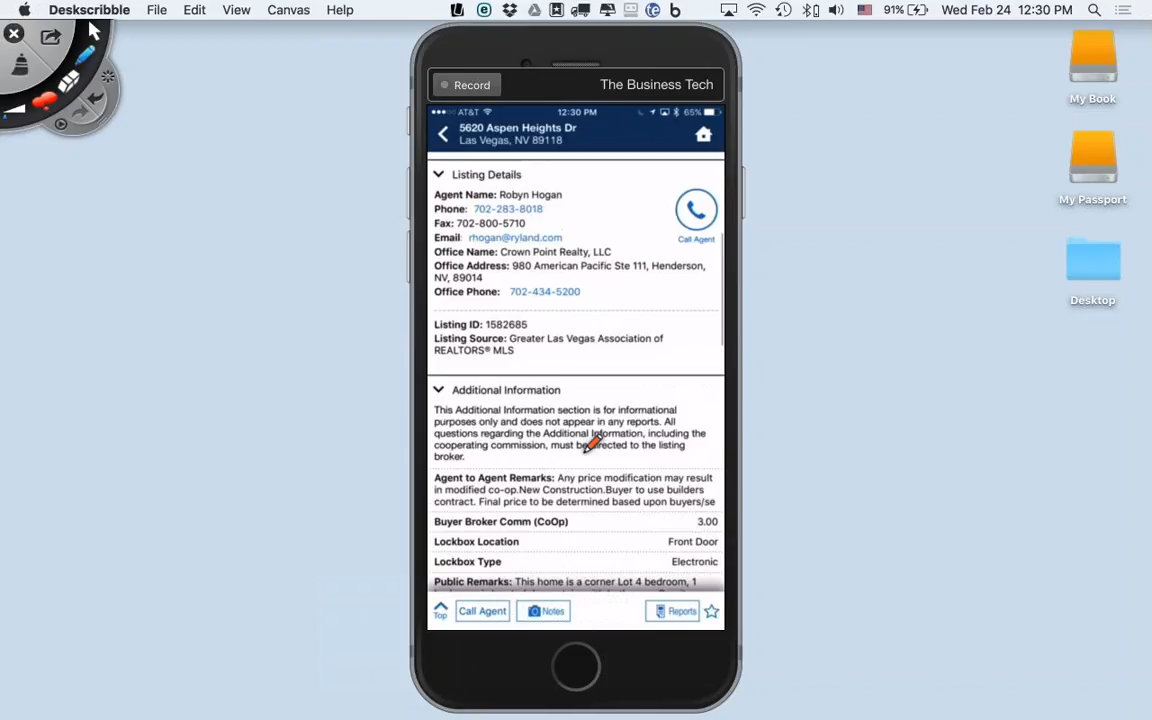 Deskscribble File Edit View Canvas Help
91% Wed Feb 24 12:30 PM
My Book
My Passport
Desktop
Record The Business Tech
AT&T 12:30 PM 65%
5620 Aspen Heights Dr
Las Vegas, NV 89118
Listing Details
Agent Name: Robyn Hogan
Phone: 702-283-8018
Fax: 702-800-5710
Email: rhogan@ryland.com
Call Agent
Office Name: Crown Point Realty, LLC
Office Address: 980 American Pacific Ste 111, Henderson,
NV, 89014
Office Phone: 702-434-5200
Listing ID: 1582685
Listing Source: Greater Las Vegas Association of
REALTORS® MLS
Additional Information
This Additional Information section is for informational
purposes only and does not appear in any reports. All
questions regarding the Additional Information, including the
cooperating commission, must be directed to the listing
broker.
Agent to Agent Remarks: Any price modification may result
in modified co-op.New Construction.Buyer to use builders
contract. Final price to be determined based upon buyers/se
Buyer Broker Comm (CoOp) 3.00
Lockbox Location Front Door
Lockbox Type Electronic
Public Remarks: This home is a corner Lot 4 bedroom, 1
Top Call Agent Notes Reports